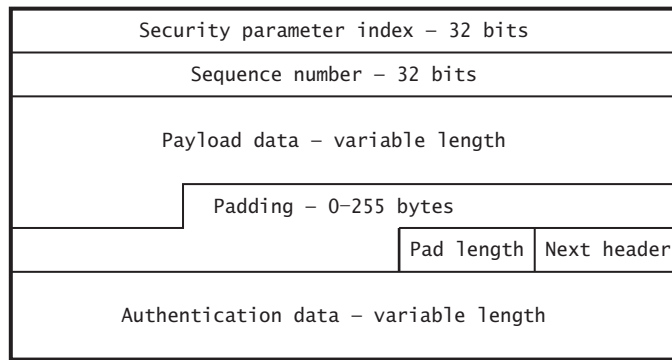 Security parameter index – 32 bits
Sequence number – 32 bits
Payload data – variable length
Padding – 0–255 bytes
Pad length Next header
Authentication data – variable length